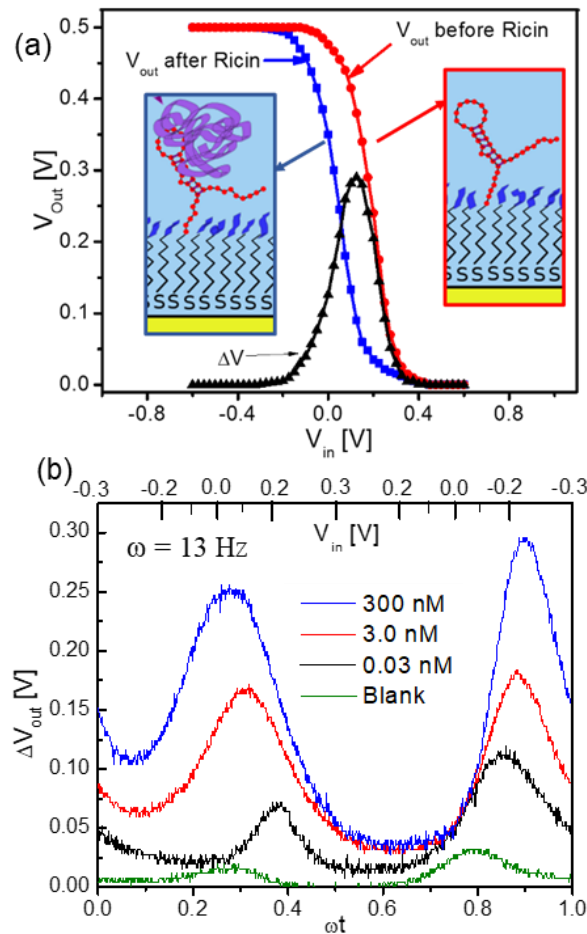 (a)
0.5
0.4
0.3
0.2
0.1
0.0
V_Out [V]
V_out after Ricin
V_out before Ricin
SSSSSSSSS
SSSSSSSSS
ΔV
-0.8 -0.4 0.0 0.4 0.8
V_in [V]
(b)
-0.3 -0.2 0.0 0.2 0.3 0.2 0.0 -0.2 -0.3
V_in [V]
ω = 13 Hz
300 nM
3.0 nM
0.03 nM
Blank
0.30
0.25
0.20
0.15
0.10
0.05
0.00
ΔV_out [V]
0.0 0.2 0.4 0.6 0.8 1.0
ωt